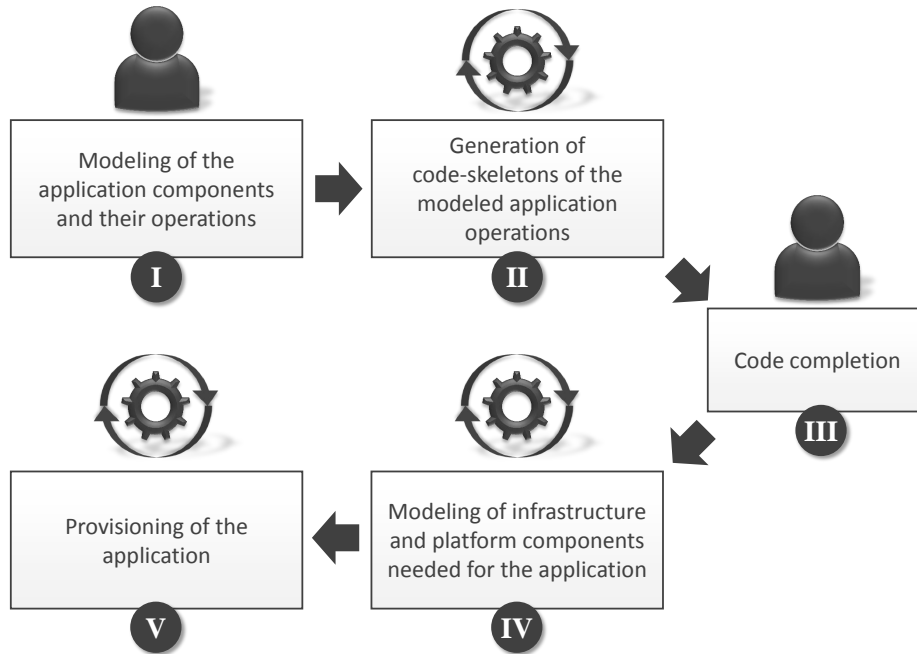 Modeling of the
application components
and their operations
I
Generation of
code-skeletons of the
modeled application
operations
II
Code completion
III
Modeling of infrastructure
and platform components
needed for the application
IV
Provisioning of the
application
V